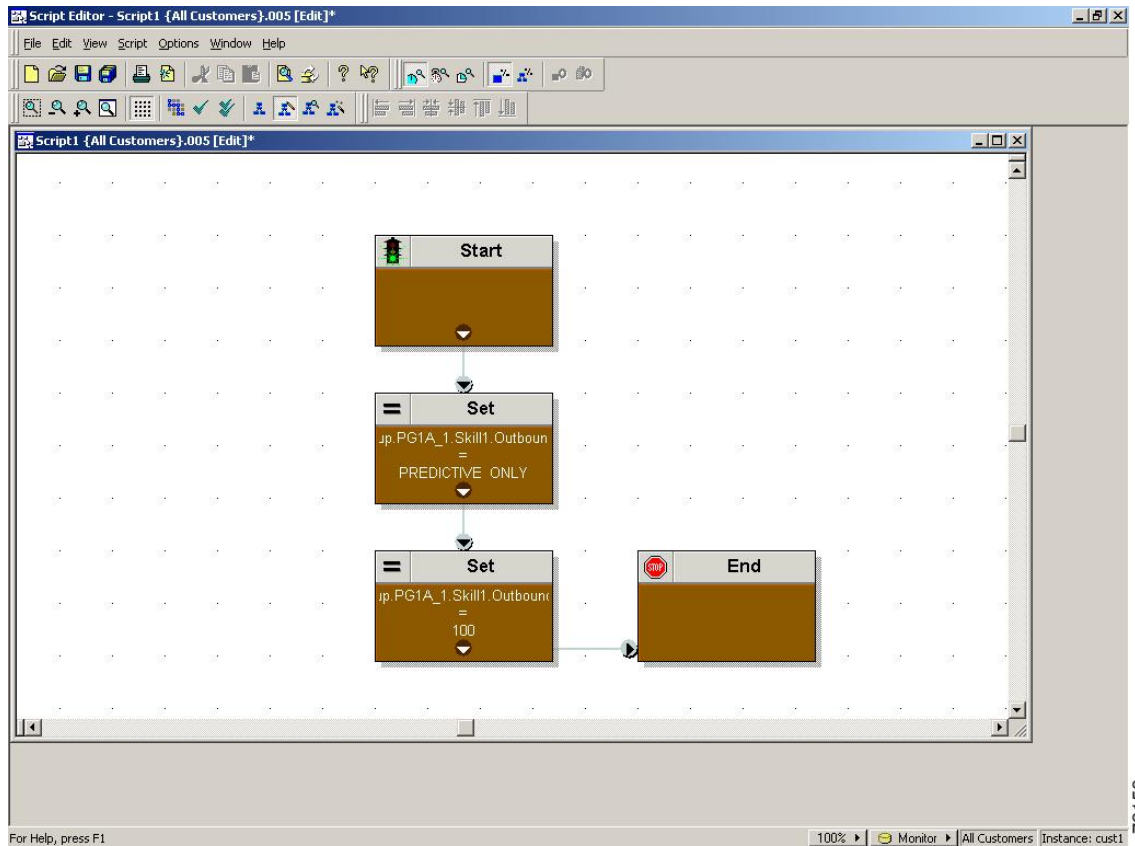 Script Editor - Script1 {All Customers}.005 [Edit]*
File Edit View Script Options Window Help
Script1 {All Customers}.005 [Edit]*
Start
= Set
up.PG1A_1.Skill1.Outboun
=
PREDICTIVE ONLY
= Set
up.PG1A_1.Skill1.Outbound
=
100
STOP End
For Help, press F1
100% Monitor All Customers Instance: cust1